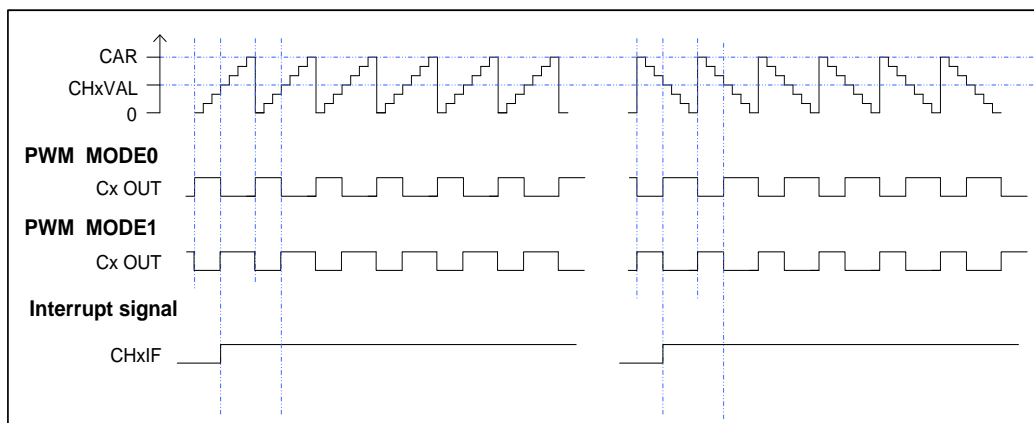 CAR
CHxVAL
0
PWM MODE0
Cx OUT
PWM MODE1
Cx OUT
Interrupt signal
CHxIF